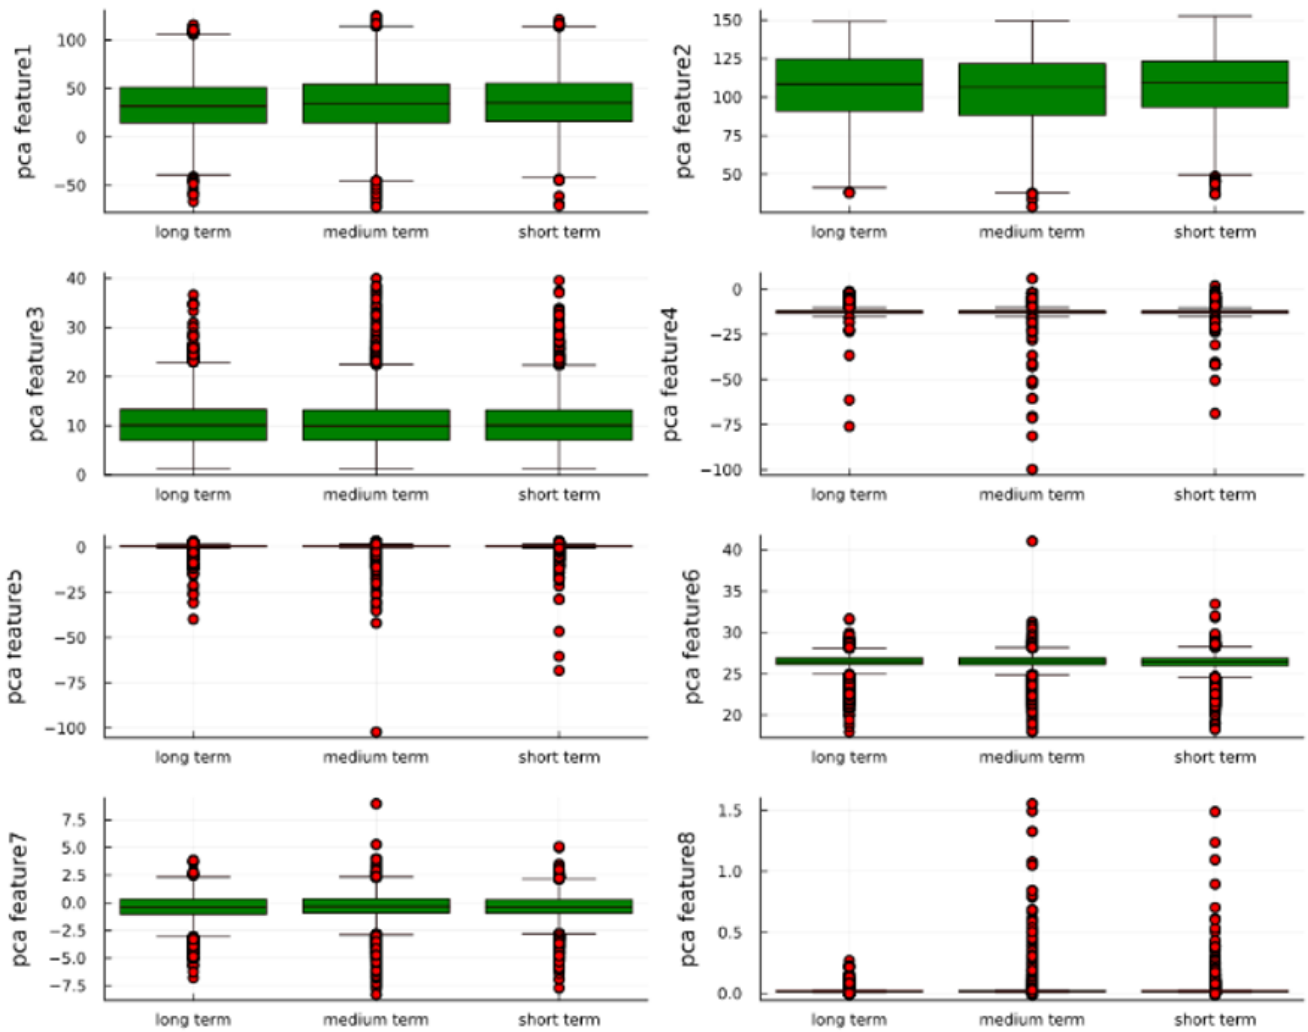 pca feature1
100
50
0
−50
long term
medium term
short term
pca feature2
150
125
100
75
50
long term
medium term
short term
pca feature3
40
30
20
10
0
long term
medium term
short term
pca feature4
0
−25
−50
−75
−100
long term
medium term
short term
pca feature5
0
−25
−50
−75
−100
long term
medium term
short term
pca feature6
40
35
30
25
20
long term
medium term
short term
pca feature7
7.5
5.0
2.5
0.0
−2.5
−5.0
−7.5
long term
medium term
short term
pca feature8
1.5
1.0
0.5
0.0
long term
medium term
short term